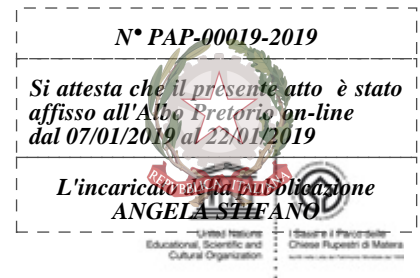 N° PAP-00019-2019
Si attesta che il presente atto è stato
affisso all'Albo Pretorio on-line
dal 07/01/2019 al 22/01/2019
L'incaricato della pubblicazione
ANGELA STIFANO
REPVBBLICA ITALIANA
United Nations
Educational, Scientific and
Cultural Organization
I Sassi e il Parco delle
Chiese Rupestri di Matera